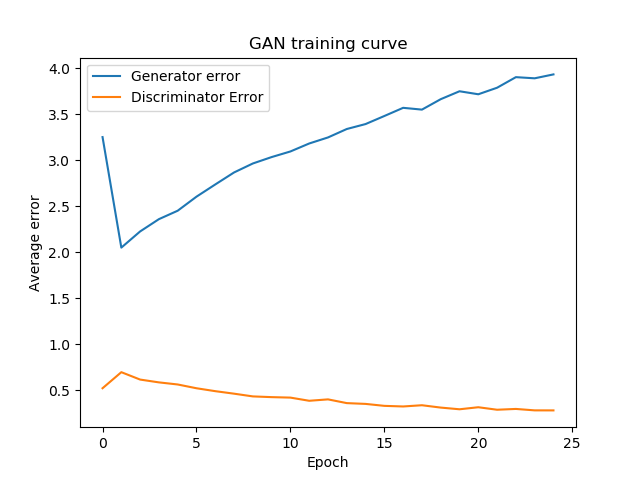 GAN training curve
Generator error
Discriminator Error
4.0
3.5
3.0
2.5
2.0
1.5
1.0
0.5
Average error
0 5 10 15 20 25
Epoch